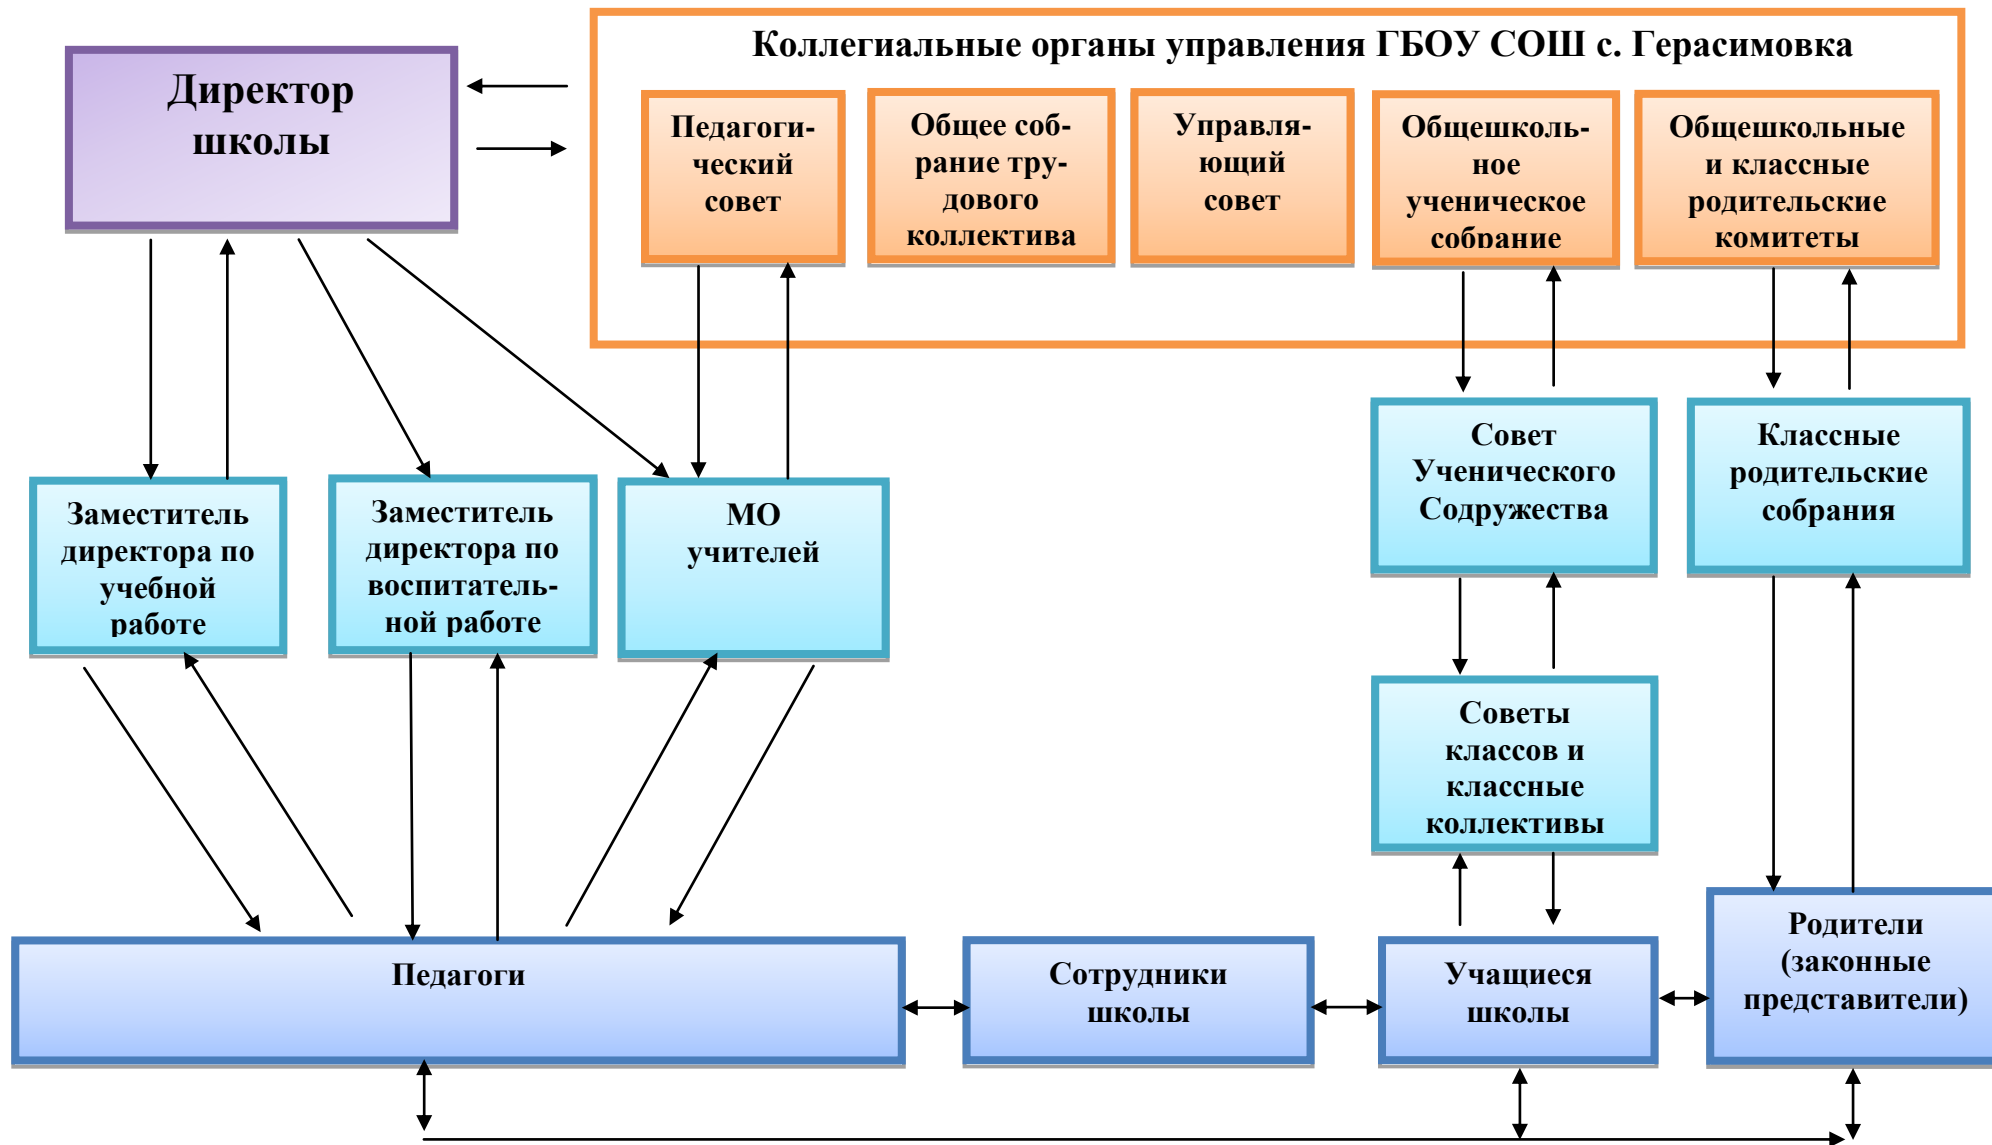 Коллегиальные органы управления ГБОУ СОШ с. Герасимовка
Директор
школы
Педагоги-
ческий
совет
Общее соб-
рание тру-
дового
коллектива
Управля-
ющий
совет
Общешколь-
ное
ученическое
собрание
Общешкольные
и классные
родительские
комитеты
Заместитель
директора по
учебной
работе
Заместитель
директора по
воспитатель-
ной работе
МО
учителей
Совет
Ученического
Содружества
Классные
родительские
собрания
Советы
классов и
классные
коллективы
Педагоги
Сотрудники
школы
Учащиеся
школы
Родители
(законные
представители)